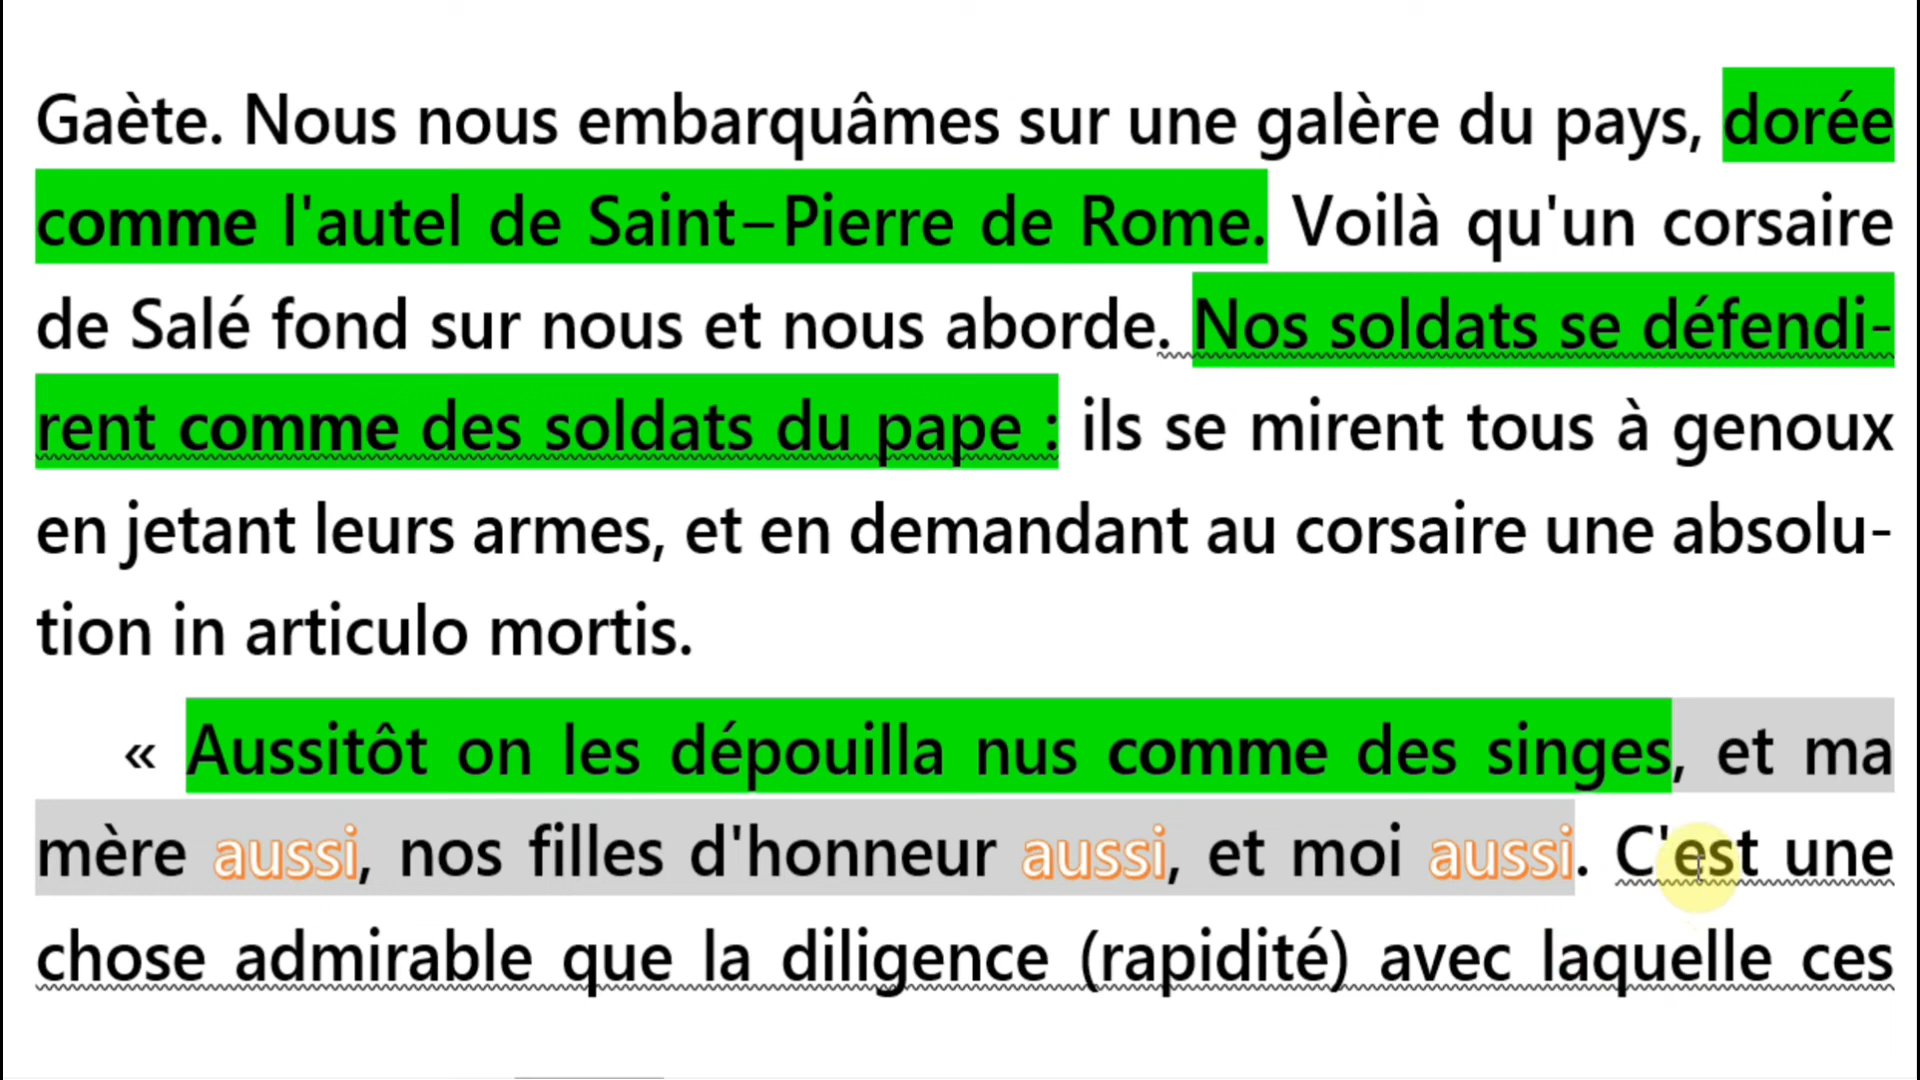 Gaète. Nous nous embarquâmes sur une galère du pays, dorée
comme l'autel de Saint–Pierre de Rome. Voilà qu'un corsaire
de Salé fond sur nous et nous aborde. Nos soldats se défendi-
rent comme des soldats du pape : ils se mirent tous à genoux
en jetant leurs armes, et en demandant au corsaire une absolu-
tion in articulo mortis.
« Aussitôt on les dépouilla nus comme des singes, et ma
mère aussi, nos filles d'honneur aussi, et moi aussi. C'est une
chose admirable que la diligence (rapidité) avec laquelle ces